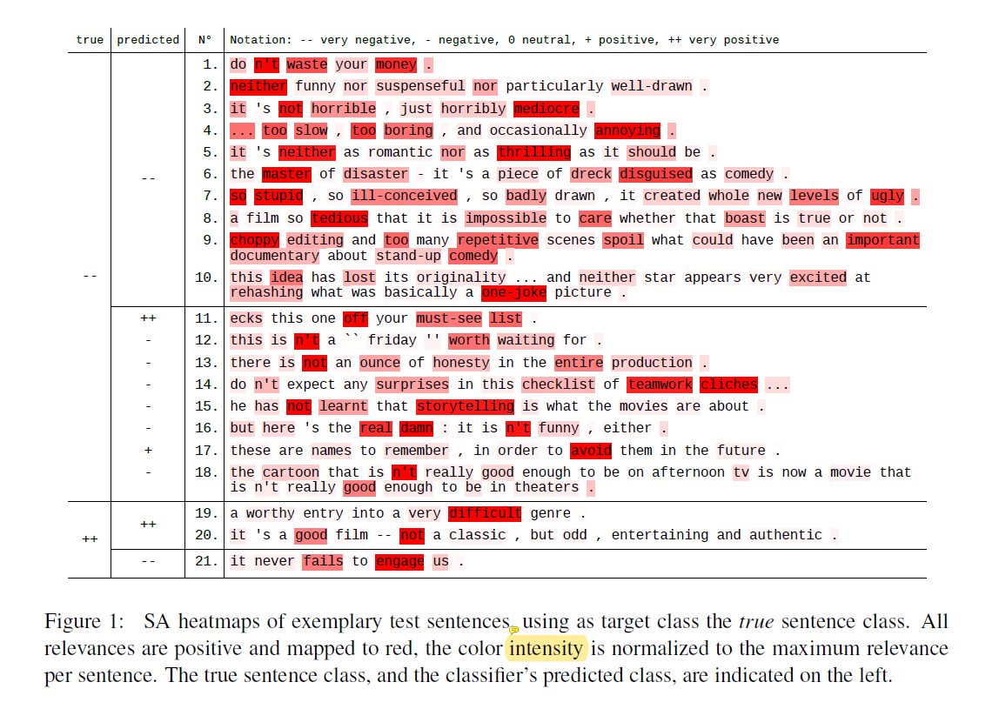 true predicted N° Notation: -- very negative, - negative, 0 neutral, + positive, ++ very positive
1. do n't waste your money .
2. neither funny nor suspenseful nor particularly well-drawn .
3. it 's not horrible , just horribly mediocre .
4. ... too slow , too boring , and occasionally annoying .
5. it 's neither as romantic nor as thrilling as it should be .
-- 6. the master of disaster - it 's a piece of dreck disguised as comedy .
7. so stupid , so ill-conceived , so badly drawn , it created whole new levels of ugly .
8. a film so tedious that it is impossible to care whether that boast is true or not .
9. choppy editing and too many repetitive scenes spoil what could have been an important
documentary about stand-up comedy .
--
10. this idea has lost its originality ... and neither star appears very excited at
rehashing what was basically a one-joke picture .
++ 11. ecks this one off your must-see list .
- 12. this is n't a `` friday '' worth waiting for .
- 13. there is not an ounce of honesty in the entire production .
- 14. do n't expect any surprises in this checklist of teamwork cliches ...
- 15. he has not learnt that storytelling is what the movies are about .
- 16. but here 's the real damn : it is n't funny , either .
+ 17. these are names to remember , in order to avoid them in the future .
- 18. the cartoon that is n't really good enough to be on afternoon tv is now a movie that
is n't really good enough to be in theaters .
19. a worthy entry into a very difficult genre .
++
++ 20. it 's a good film -- not a classic , but odd , entertaining and authentic .
-- 21. it never fails to engage us .
Figure 1: SA heatmaps of exemplary test sentences, using as target class the true sentence class. All
relevances are positive and mapped to red, the color intensity is normalized to the maximum relevance
per sentence. The true sentence class, and the classifier's predicted class, are indicated on the left.